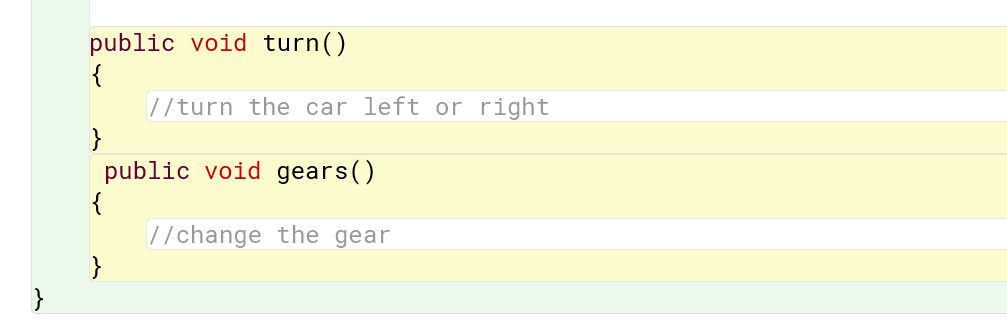 public void turn()
{
    //turn the car left or right
}
 public void gears()
{
    //change the gear
}
}